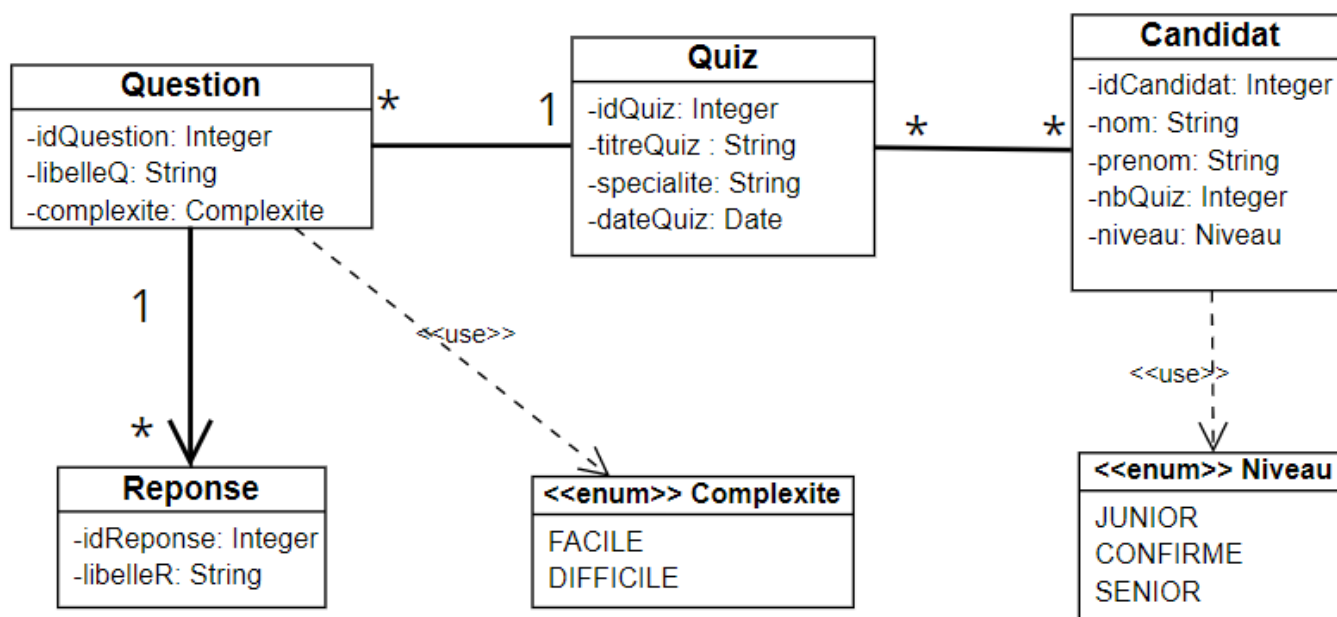 Question
-idQuestion: Integer
-libelleQ: String
-complexite: Complexite
*
1
Quiz
-idQuiz: Integer
-titreQuiz : String
-specialite: String
-dateQuiz: Date
*
*
Candidat
-idCandidat: Integer
-nom: String
-prenom: String
-nbQuiz: Integer
-niveau: Niveau
1
*
<<use>>
<<use>>
Reponse
-idReponse: Integer
-libelleR: String
<<enum>> Complexite
FACILE
DIFFICILE
<<enum>> Niveau
JUNIOR
CONFIRME
SENIOR